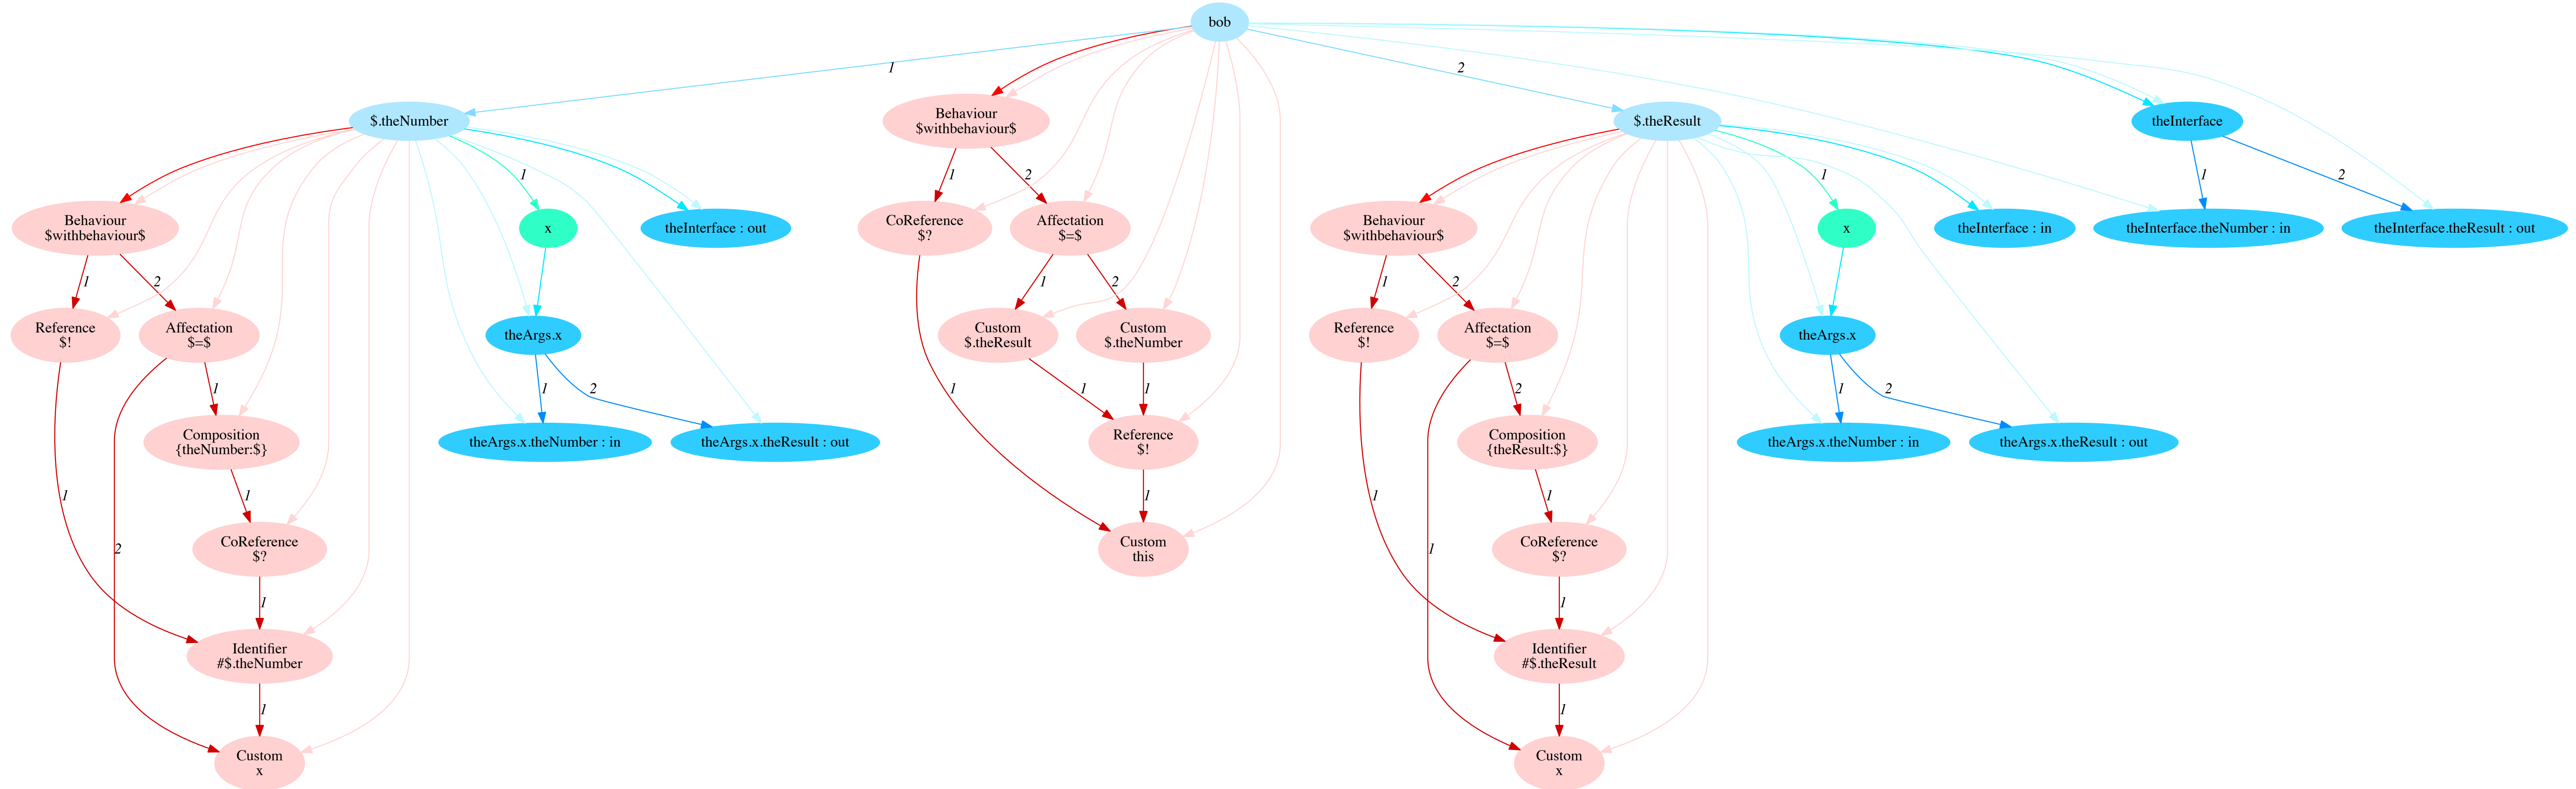 bob
1
2
$.theNumber
Behaviour
$withbehaviour$
$.theResult
theInterface
1
1
2
1
1
2
Behaviour
$withbehaviour$
x
theInterface : out
CoReference
$?
Affectation
$=$
Behaviour
$withbehaviour$
x
theInterface : in
theInterface.theNumber : in
theInterface.theResult : out
1
2
1
2
1
2
Reference
$!
Affectation
$=$
theArgs.x
Custom
$.theResult
Custom
$.theNumber
Reference
$!
Affectation
$=$
theArgs.x
1
1
2
1
1
1
2
1
2
Composition
{theNumber:$}
theArgs.x.theNumber : in
theArgs.x.theResult : out
Reference
$!
Composition
{theResult:$}
theArgs.x.theNumber : in
theArgs.x.theResult : out
1
1
1
1
1
CoReference
$?
Custom
this
CoReference
$?
2
1
1
1
Identifier
#$.theNumber
Identifier
#$.theResult
1
1
Custom
x
Custom
x